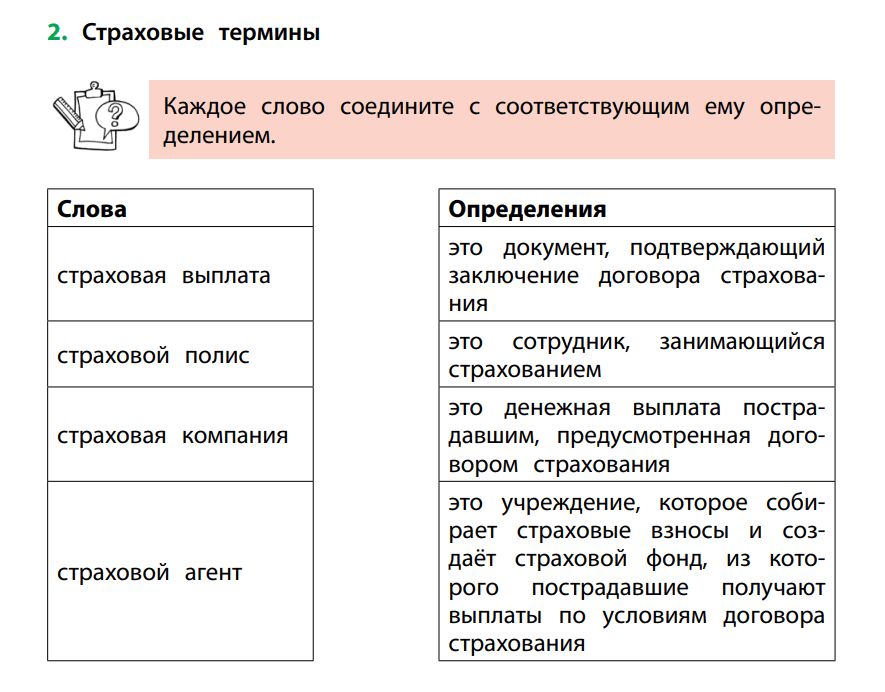 2. Страховые термины
Каждое слово соедините с соответствующим ему опре-
делением.
Слова
страховая выплата
страховой полис
страховая компания
страховой агент
Определения
это документ, подтверждающий
заключение договора страхова-
ния
это сотрудник, занимающийся
страхованием
это денежная выплата постра-
давшим, предусмотренная дого-
вором страхования
это учреждение, которое соби-
рает страховые взносы и соз-
даёт страховой фонд, из кото-
рого пострадавшие получают
выплаты по условиям договора
страхования